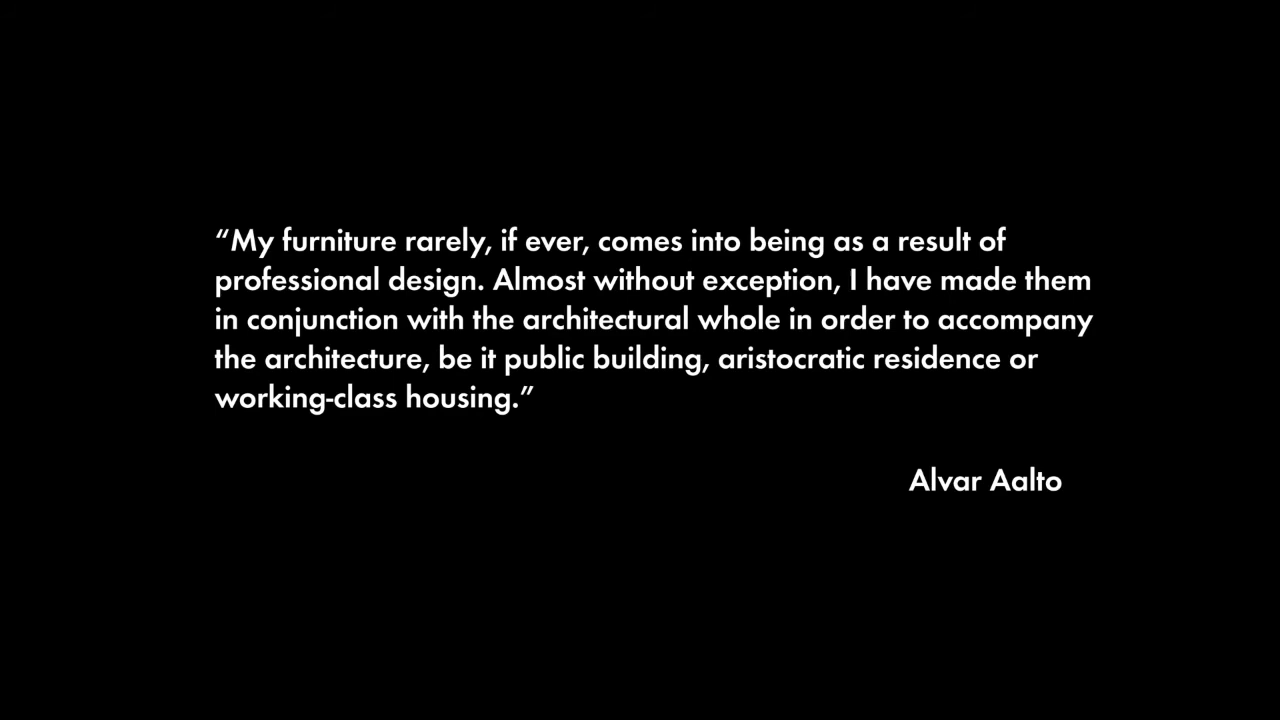 “My furniture rarely, if ever, comes into being as a result of
professional design. Almost without exception, I have made them
in conjunction with the architectural whole in order to accompany
the architecture, be it public building, aristocratic residence or
working-class housing.”
Alvar Aalto